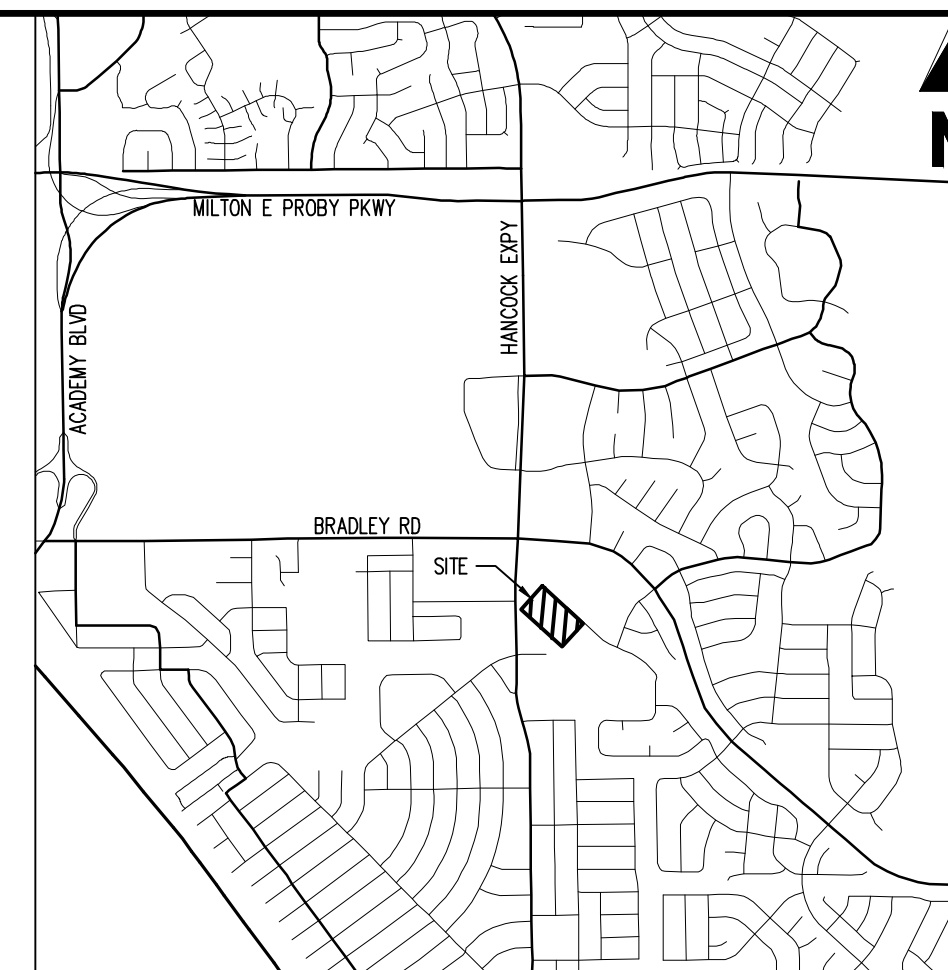 N
MILTON E PROBY PKWY
HANCOCK EXPY
ACADEMY BLVD
BRADLEY RD
SITE